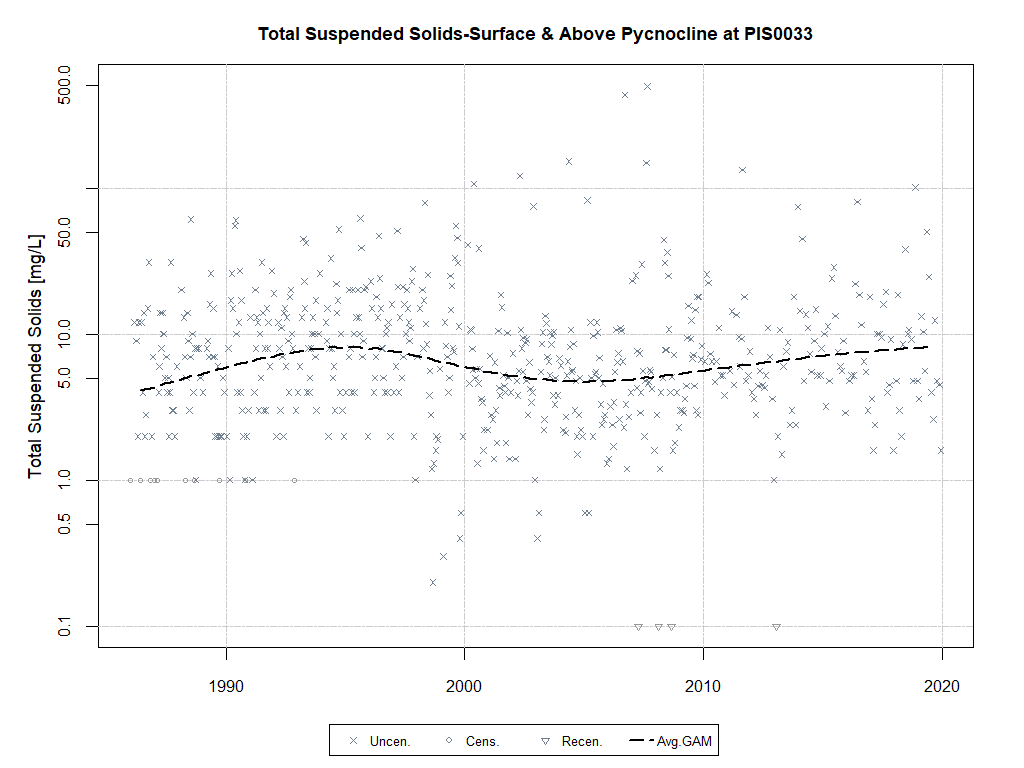 Total Suspended Solids-Surface & Above Pycnocline at PIS0033
Total Suspended Solids [mg/L]
500.0
50.0
10.0
5.0
1.0
0.5
0.1
1990 2000 2010 2020
Uncen. Cens. Recen. Avg.GAM